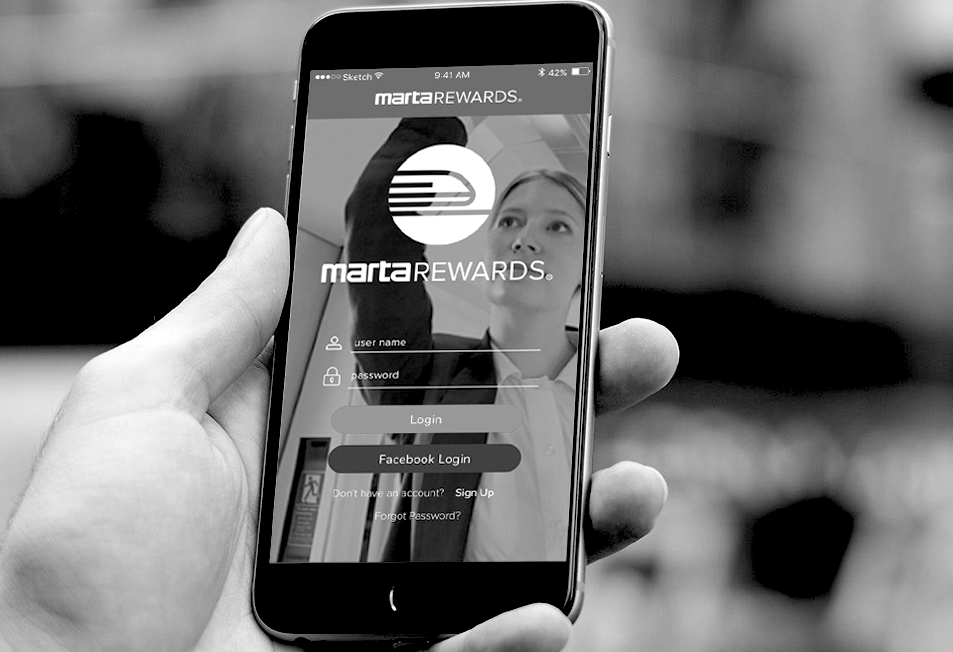 Sketch 9:41 AM 42%
martaREWARDS®
martaREWARDS®
user name
password
Login
Facebook Login
Don't have an account? Sign Up
Forgot Password?